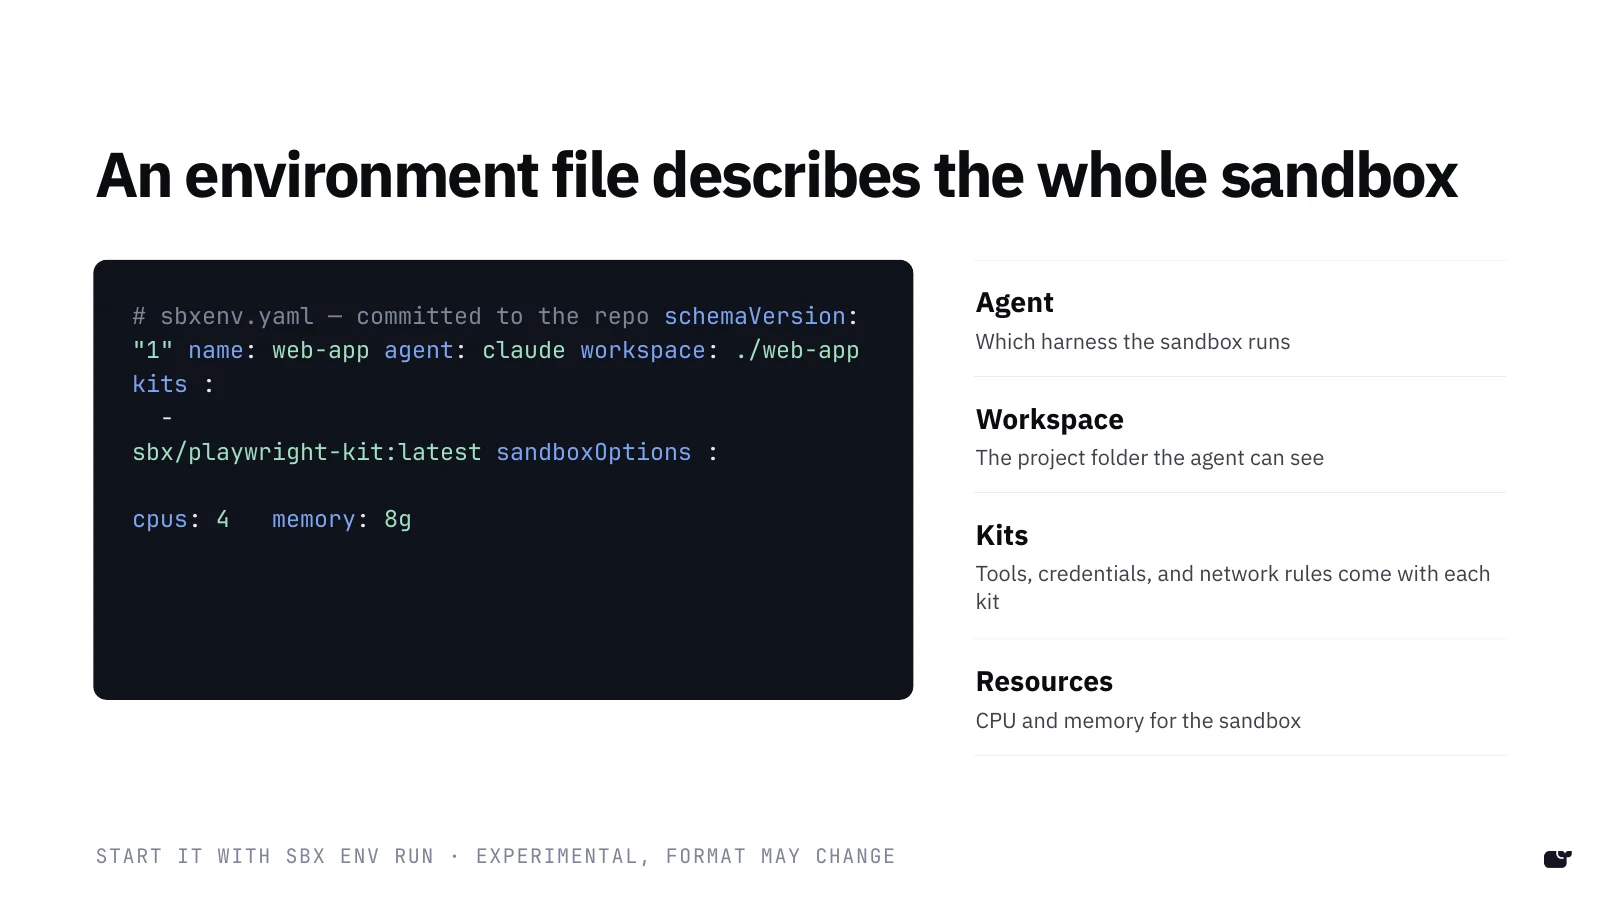 An environment file describes the whole sandbox
# sbxenv.yaml — committed to the repo schemaVersion:
"1" name: web-app agent: claude workspace: ./web-app
kits :
  -
sbx/playwright-kit:latest sandboxOptions :
cpus: 4   memory: 8g
Agent
Which harness the sandbox runs
Workspace
The project folder the agent can see
Kits
Tools, credentials, and network rules come with each
kit
Resources
CPU and memory for the sandbox
START IT WITH SBX ENV RUN · EXPERIMENTAL, FORMAT MAY CHANGE